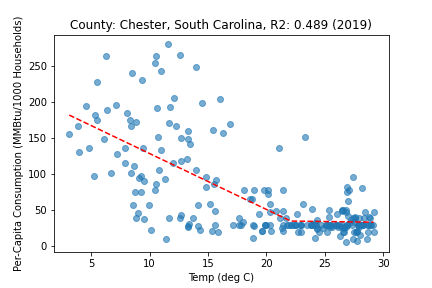 County: Chester, South Carolina, R2: 0.489 (2019)
Per-Capita Consumption (MMBtu/1000 Households)
250
200
150
100
50
0
5 10 15 20 25 30
Temp (deg C)